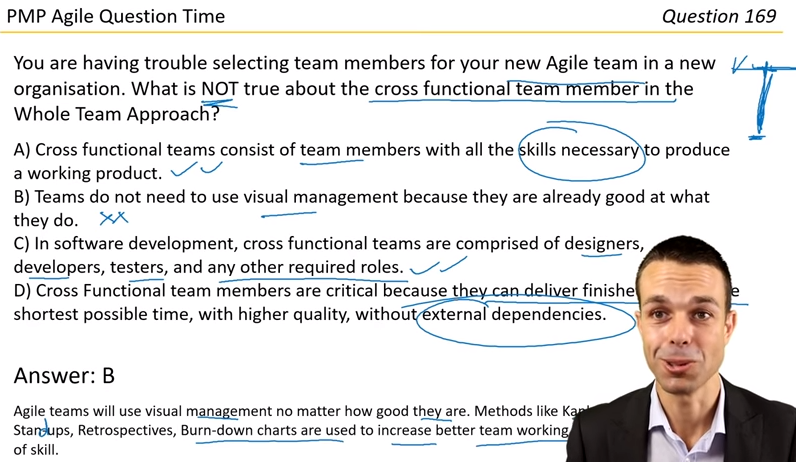 PMP Agile Question Time
Question 169
You are having trouble selecting team members for your new Agile team in a new
organisation. What is NOT true about the cross functional team member in the
Whole Team Approach?
A) Cross functional teams consist of team members with all the skills necessary to produce
a working product.
B) Teams do not need to use visual management because they are already good at what
they do.
C) In software development, cross functional teams are comprised of designers,
developers, testers, and any other required roles.
D) Cross Functional team members are critical because they can deliver
shortest possible time, with higher quality, without external dependencies.
Answer: B
Agile teams will use visual management no matter how good they are. Methods like
Standups, Retrospectives, Burn-down charts are used to increase better team working,
of skill.